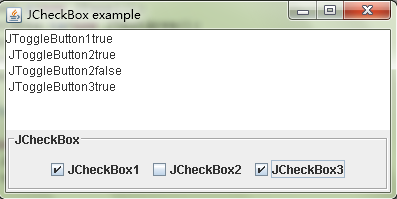 JCheckBox example
JToggleButton1true
JToggleButton2true
JToggleButton2false
JToggleButton3true
JCheckBox
JCheckBox1 JCheckBox2 JCheckBox3